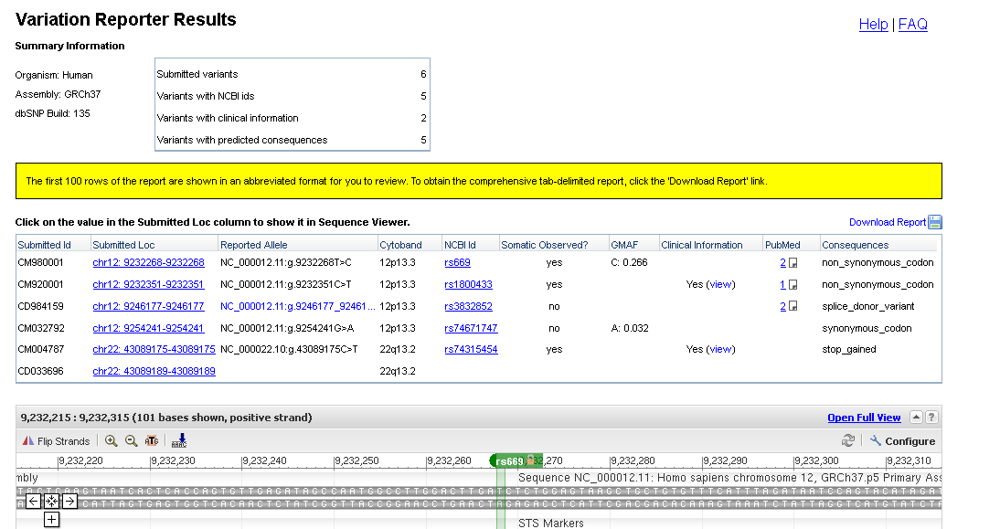 Variation Reporter Results
Help | FAQ
Summary Information
Organism: Human
Assembly: GRCh37
dbSNP Build: 135
Submitted variants 6
Variants with NCBI ids 5
Variants with clinical information 2
Variants with predicted consequences 5
The first 100 rows of the report are shown in an abbreviated format for you to review. To obtain the comprehensive tab-delimited report, click the 'Download Report' link.
Click on the value in the Submitted Loc column to show it in Sequence Viewer.
Download Report
Submitted Id Submitted Loc Reported Allele Cytoband NCBI Id Somatic Observed? GMAF Clinical Information PubMed Consequences
CM980001 chr12: 9232268-9232268 NC_000012.11:g.9232268T>C 12p13.3 rs669 yes C: 0.266 2 non_synonymous_codon
CM920001 chr12: 9232351-9232351 NC_000012.11:g.9232351C>T 12p13.3 rs1800433 yes Yes (view) 1 non_synonymous_codon
CD984159 chr12: 9246177-9246177 NC_000012.11:g.9246177_92461... 12p13.3 rs3832852 no 2 splice_donor_variant
CM032792 chr12: 9254241-9254241 NC_000012.11:g.9254241G>A 12p13.3 rs74671747 no A: 0.032 synonymous_codon
CM004787 chr22: 43089175-43089175 NC_000022.10:g.43089175C>T 22q13.2 rs74315454 yes Yes (view) stop_gained
CD033696 chr22: 43089189-43089189 22q13.2
9,232,215 : 9,232,315 (101 bases shown, positive strand)
Open Full View ?
Flip Strands ATG Configure
9,232,220 9,232,230 9,232,240 9,232,250 9,232,260 rs669 32,270 9,232,280 9,232,290 9,232,300 9,232,310
mbly Sequence NC_000012.11: Homo sapiens chromosome 12, GRCh37.p5 Primary Ass
STS Markers